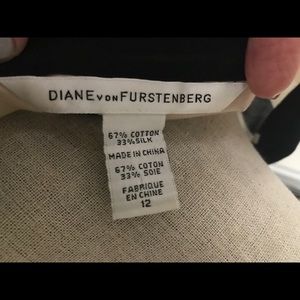 DIANE VON FURSTENBERG
67% COTTON
33% SILK
MADE IN CHINA
67% COTON
33% SOIE
FABRIQUE
EN CHINE
12